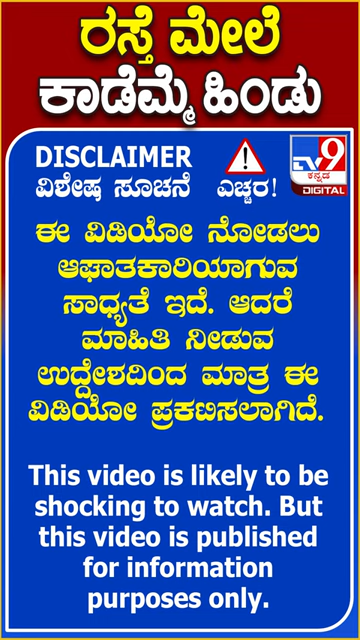 ರಸ್ತೆ ಮೇಲೆ
ಕಾಡೆಮ್ಮೆ ಹಿಂಡು
DISCLAIMER
ವಿಶೇಷ ಸೂಚನೆ ಎಚ್ಚರ!
TV9
ಕನ್ನಡ
DIGITAL
ಈ ವಿಡಿಯೋ ನೋಡಲು
ಆಘಾತಕಾರಿಯಾಗುವ
ಸಾಧ್ಯತೆ ಇದೆ. ಆದರೆ
ಮಾಹಿತಿ ನೀಡುವ
ಉದ್ದೇಶದಿಂದ ಮಾತ್ರ ಈ
ವಿಡಿಯೋ ಪ್ರಕಟಿಸಲಾಗಿದೆ.
This video is likely to be
shocking to watch. But
this video is published
for information
purposes only.